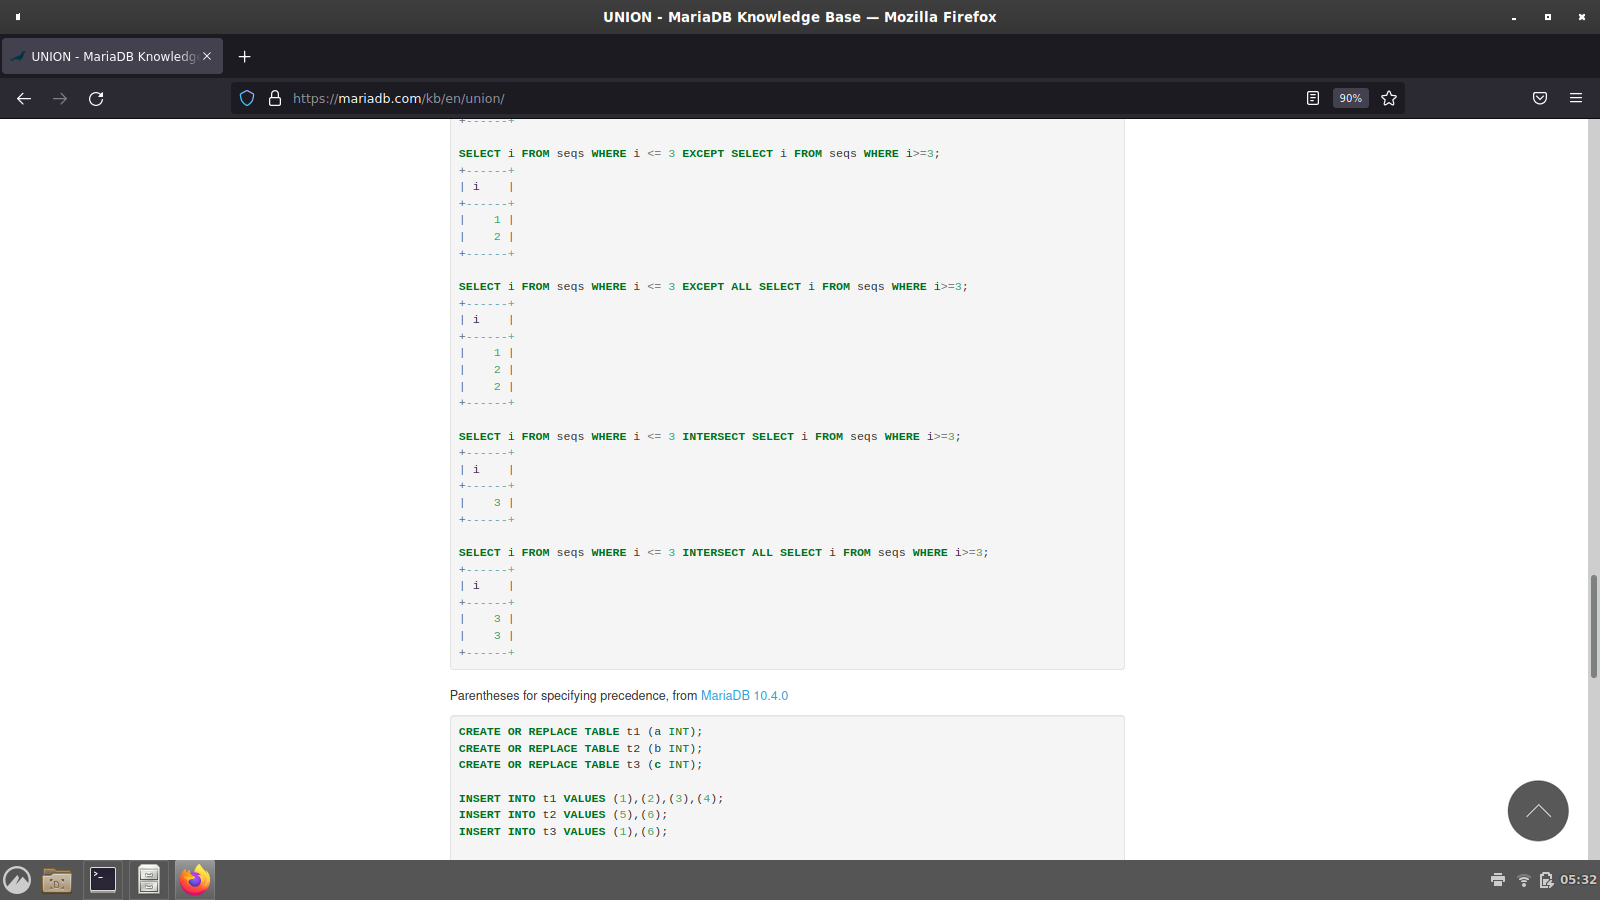 UNION - MariaDB Knowledge Base — Mozilla Firefox
UNION - MariaDB Knowledg
https://mariadb.com/kb/en/union/
90%
+------+
SELECT i FROM seqs WHERE i <= 3 EXCEPT SELECT i FROM seqs WHERE i>=3;
+------+
| i    |
+------+
|    1 |
|    2 |
+------+
SELECT i FROM seqs WHERE i <= 3 EXCEPT ALL SELECT i FROM seqs WHERE i>=3;
+------+
| i    |
+------+
|    1 |
|    2 |
|    2 |
+------+
SELECT i FROM seqs WHERE i <= 3 INTERSECT SELECT i FROM seqs WHERE i>=3;
+------+
| i    |
+------+
|    3 |
+------+
SELECT i FROM seqs WHERE i <= 3 INTERSECT ALL SELECT i FROM seqs WHERE i>=3;
+------+
| i    |
+------+
|    3 |
|    3 |
+------+
Parentheses for specifying precedence, from MariaDB 10.4.0
CREATE OR REPLACE TABLE t1 (a INT);
CREATE OR REPLACE TABLE t2 (b INT);
CREATE OR REPLACE TABLE t3 (c INT);
INSERT INTO t1 VALUES (1),(2),(3),(4);
INSERT INTO t2 VALUES (5),(6);
INSERT INTO t3 VALUES (1),(6);
05:32